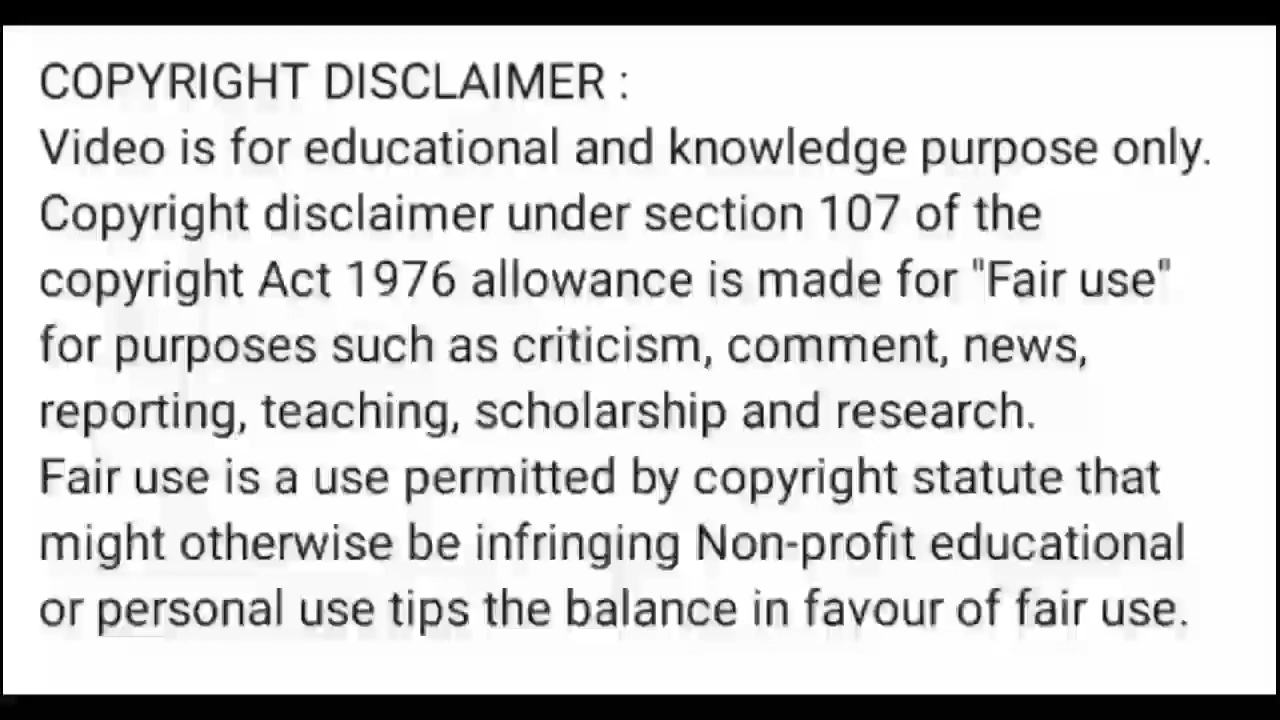 COPYRIGHT DISCLAIMER :
Video is for educational and knowledge purpose only.
Copyright disclaimer under section 107 of the
copyright Act 1976 allowance is made for "Fair use"
for purposes such as criticism, comment, news,
reporting, teaching, scholarship and research.
Fair use is a use permitted by copyright statute that
might otherwise be infringing Non-profit educational
or personal use tips the balance in favour of fair use.